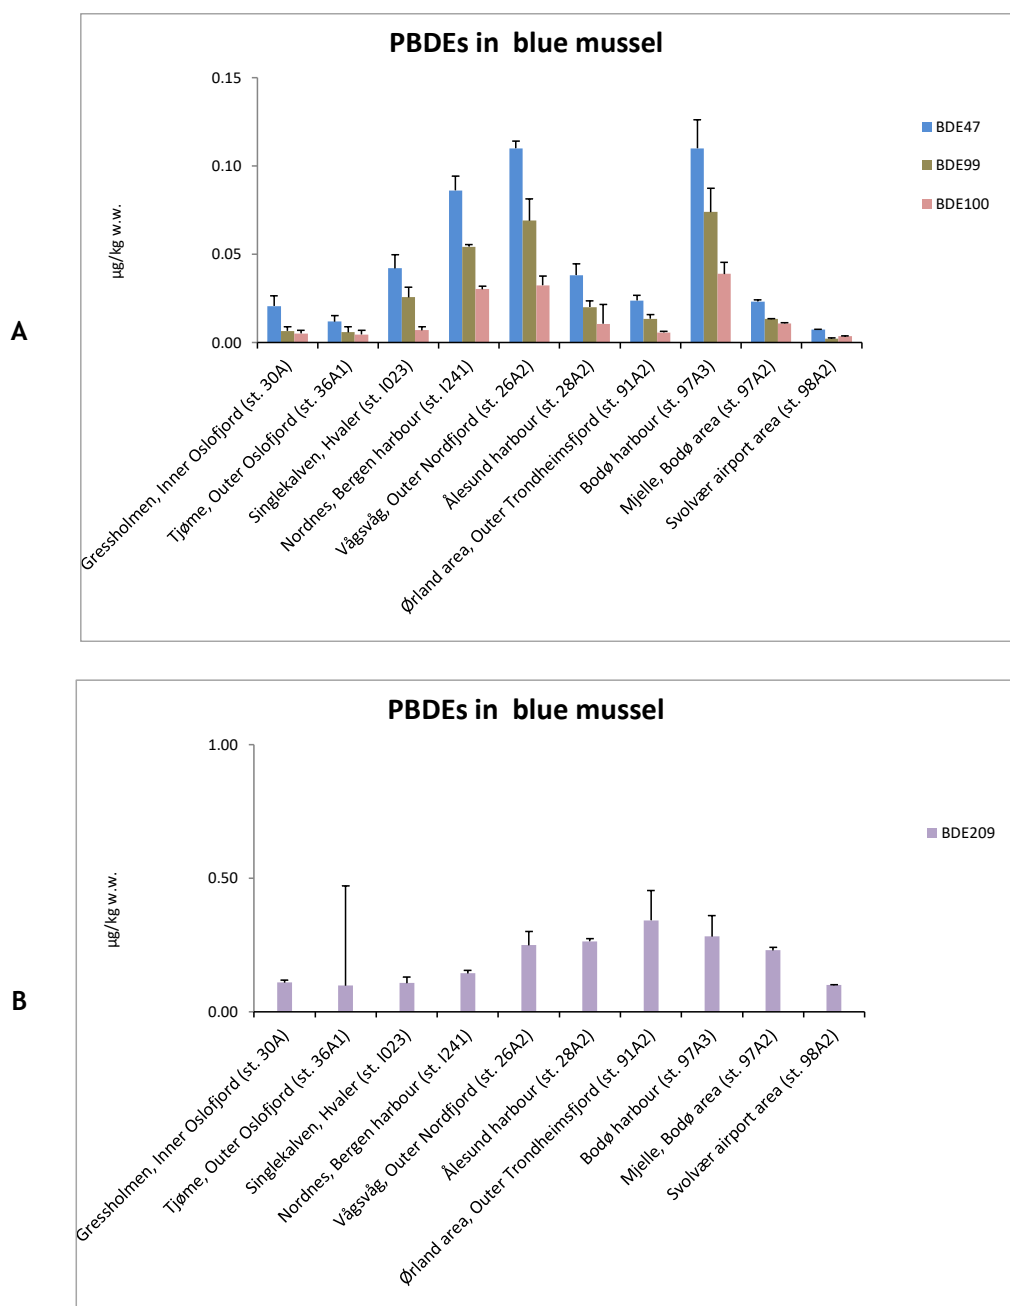 PBDEs in blue mussel
0.15
0.10
0.05
0.00
µg/kg w.w.
BDE47
BDE99
BDE100
A
Gressholmen, Inner Oslofjord (st. 30A)
Tjøme, Outer Oslofjord (st. 36A1)
Singlekalven, Hvaler (st. I023)
Nordnes, Bergen harbour (st. I241)
Vågsvåg, Outer Nordfjord (st. 26A2)
Ålesund harbour (st. 28A2)
Ørland area, Outer Trondheimsfjord (st. 91A2)
Bodø harbour (st. 97A3)
Mjelle, Bodø area (st. 97A2)
Svolvær airport area (st. 98A2)
PBDEs in blue mussel
1.00
0.50
0.00
µg/kg w.w.
BDE209
B
Gressholmen, Inner Oslofjord (st. 30A)
Tjøme, Outer Oslofjord (st. 36A1)
Singlekalven, Hvaler (st. I023)
Nordnes, Bergen harbour (st. I241)
Vågsvåg, Outer Nordfjord (st. 26A2)
Ålesund harbour (st. 28A2)
Ørland area, Outer Trondheimsfjord (st. 91A2)
Bodø harbour (st. 97A3)
Mjelle, Bodø area (st. 97A2)
Svolvær airport area (st. 98A2)